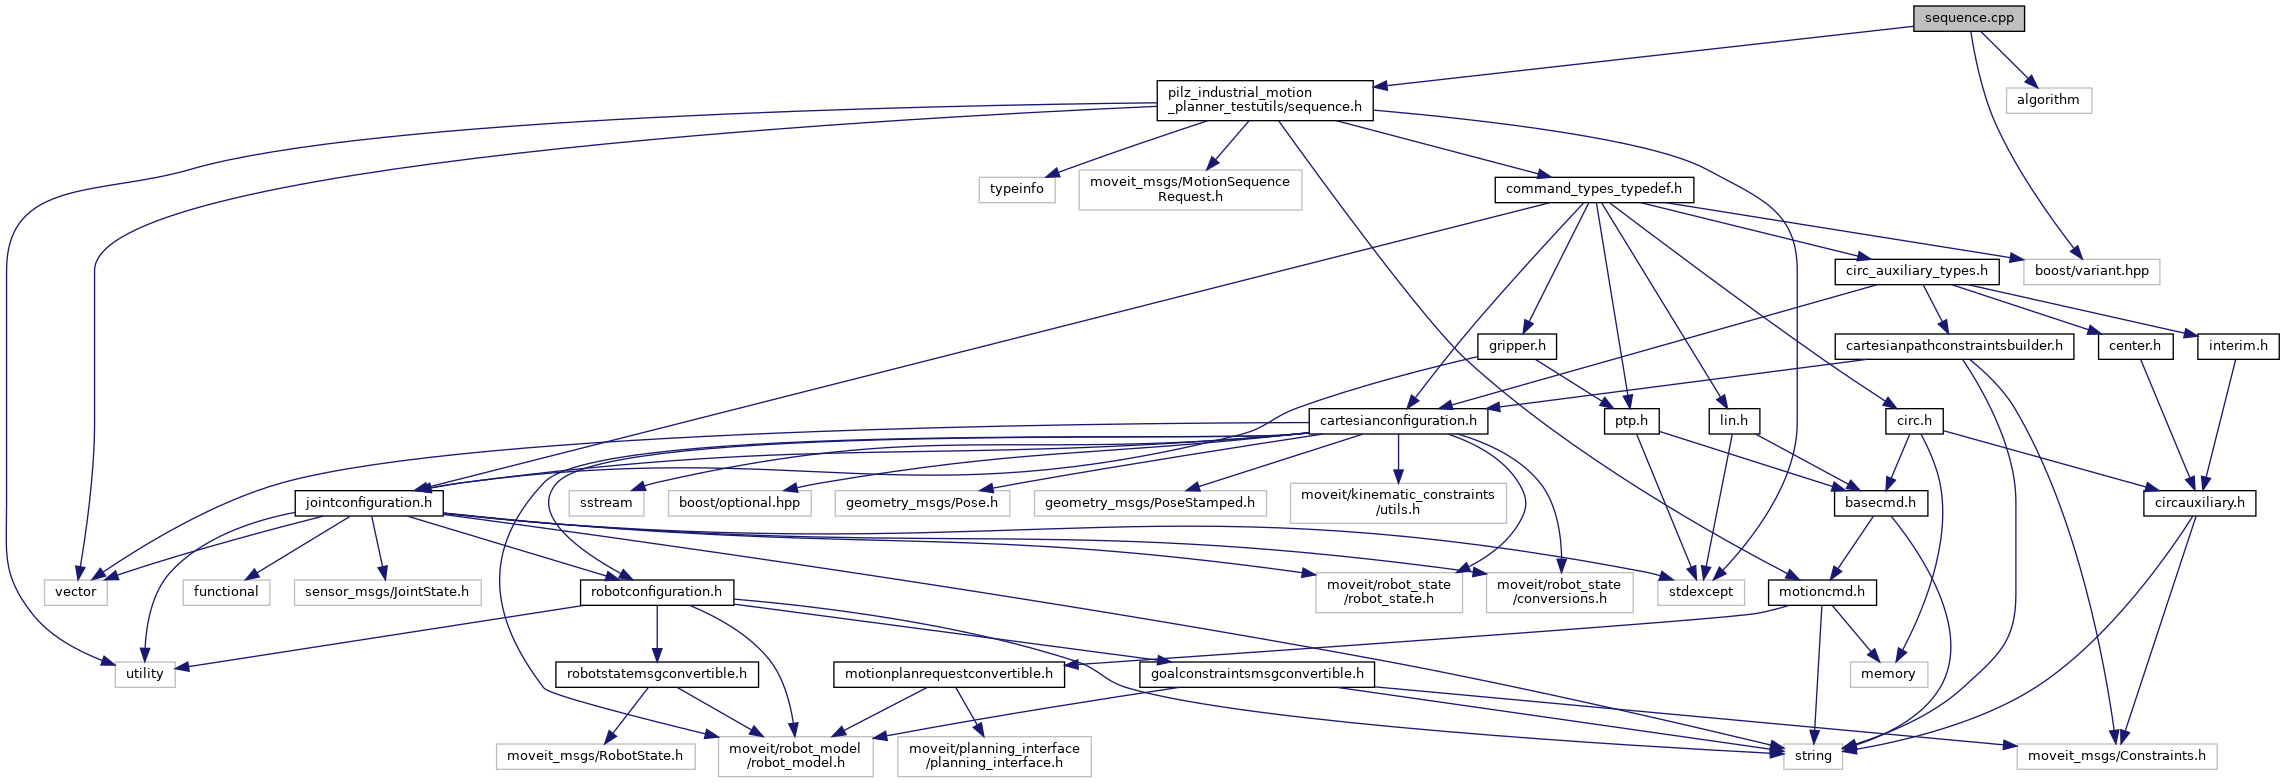 sequence.cpp
pilz_industrial_motion
_planner_testutils/sequence.h
algorithm
typeinfo
moveit_msgs/MotionSequence
Request.h
command_types_typedef.h
circ_auxiliary_types.h
boost/variant.hpp
gripper.h
cartesianpathconstraintsbuilder.h
center.h
interim.h
cartesianconfiguration.h
ptp.h
lin.h
circ.h
jointconfiguration.h
sstream
boost/optional.hpp
geometry_msgs/Pose.h
geometry_msgs/PoseStamped.h
moveit/kinematic_constraints
/utils.h
basecmd.h
circauxiliary.h
vector
functional
sensor_msgs/JointState.h
robotconfiguration.h
moveit/robot_state
/robot_state.h
moveit/robot_state
/conversions.h
stdexcept
motioncmd.h
utility
robotstatemsgconvertible.h
motionplanrequestconvertible.h
goalconstraintsmsgconvertible.h
memory
moveit_msgs/RobotState.h
moveit/robot_model
/robot_model.h
moveit/planning_interface
/planning_interface.h
string
moveit_msgs/Constraints.h